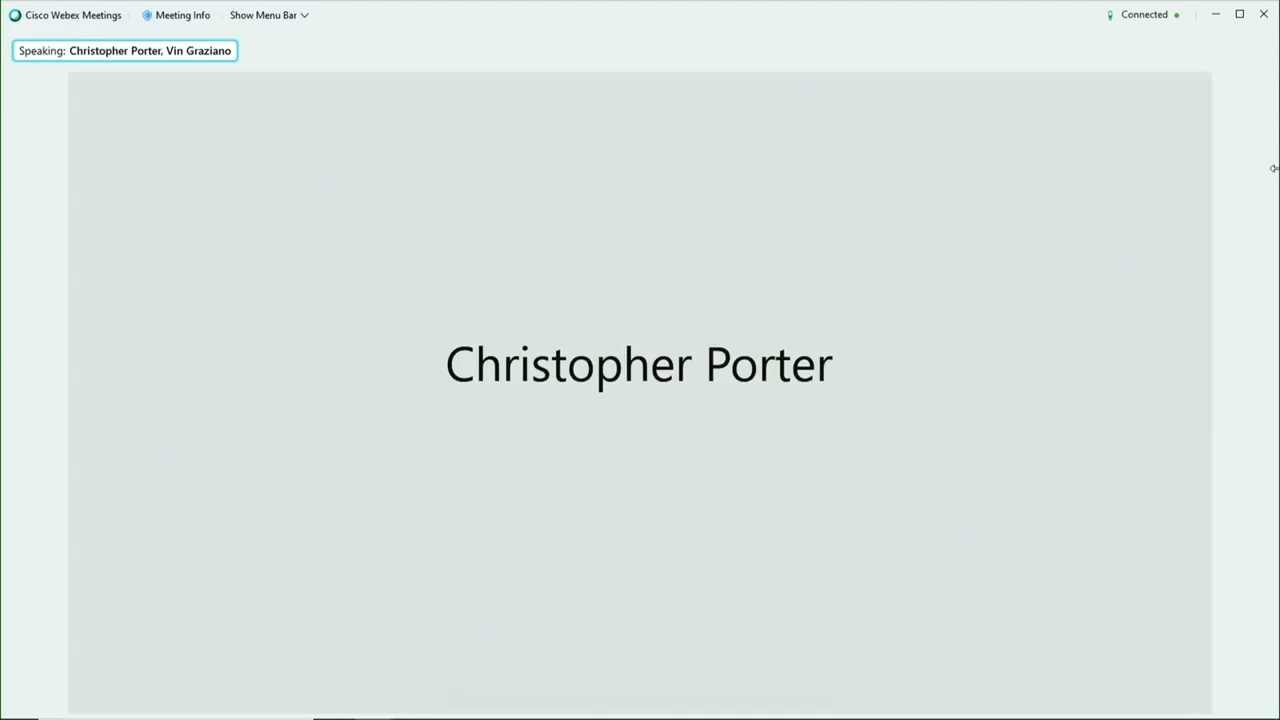 Cisco Webex Meetings Meeting Info Show Menu Bar Connected
Speaking: Christopher Porter, Vin Graziano
Christopher Porter